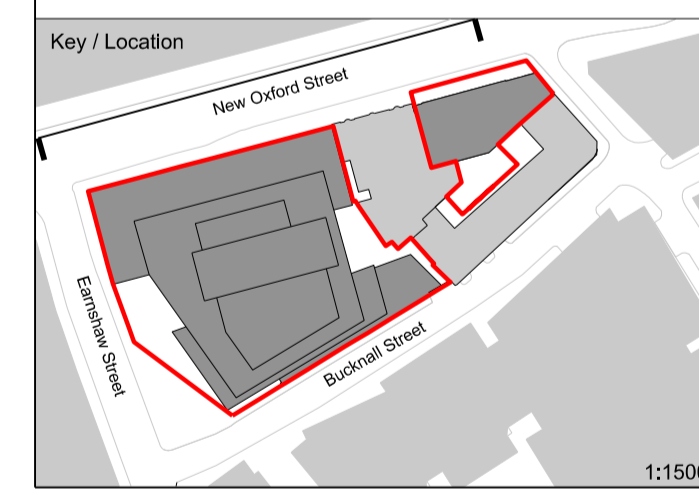 Key / Location
New Oxford Street
Earnshaw Street
Bucknall Street